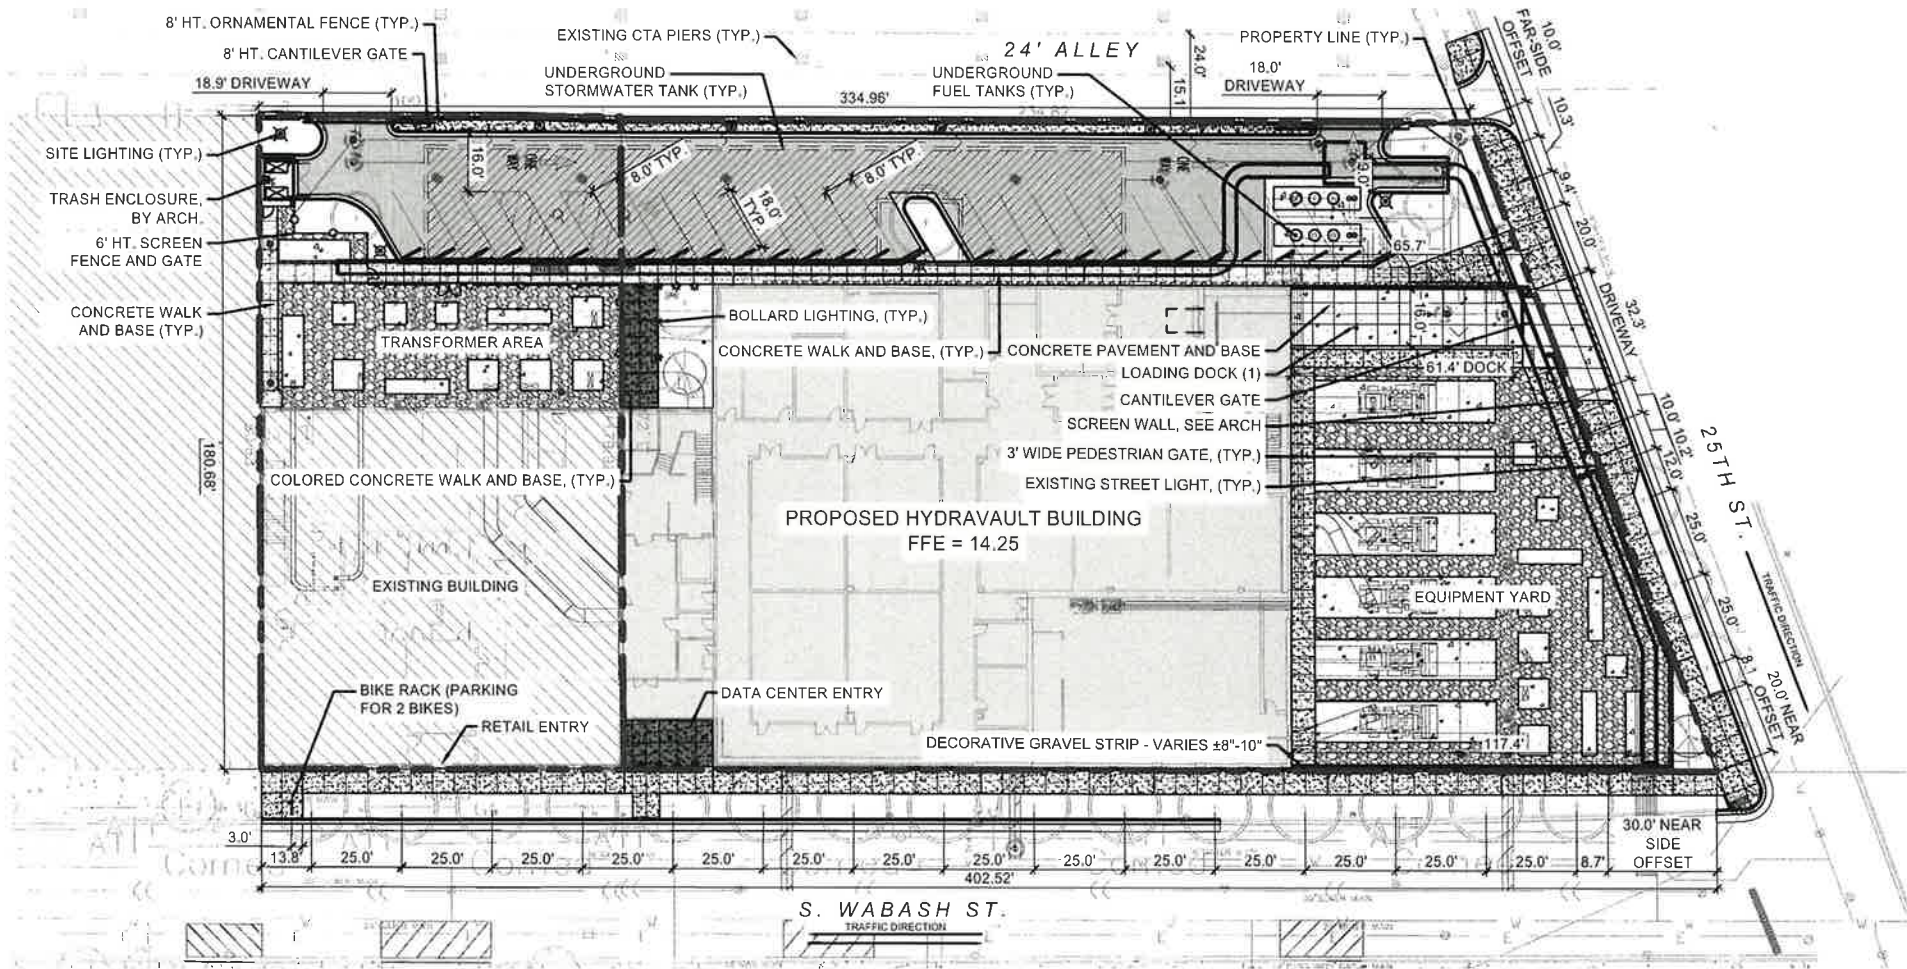 8' HT. ORNAMENTAL FENCE (TYP.)
8' HT. CANTILEVER GATE
18.9' DRIVEWAY
EXISTING CTA PIERS (TYP.)
UNDERGROUND
STORMWATER TANK (TYP.)
24' ALLEY
UNDERGROUND
FUEL TANKS (TYP.)
334.96'
15.1
24.0'
PROPERTY LINE (TYP.)
18.0'
DRIVEWAY
10.0'
FAR-SIDE
OFFSET
10.3'
9.4'
20.0'
32.3'
DRIVEWAY
10.0'
10.2'
12.0'
25.0'
25.0'
8.1
20.0' NEAR
OFFSET
25TH ST.
TRAFFIC DIRECTION
SITE LIGHTING (TYP.)
TRASH ENCLOSURE,
BY ARCH.
6' HT. SCREEN
FENCE AND GATE
CONCRETE WALK
AND BASE (TYP.)
16.0'
ONE
WAY
8.0' TYP.
18.0'
TYP.
8.0' TYP.
ONE
WAY
65.7'
TRANSFORMER AREA
BOLLARD LIGHTING, (TYP.)
CONCRETE WALK AND BASE, (TYP.)
CONCRETE PAVEMENT AND BASE
LOADING DOCK (1)
CANTILEVER GATE
SCREEN WALL, SEE ARCH
3' WIDE PEDESTRIAN GATE, (TYP.)
EXISTING STREET LIGHT, (TYP.)
16.0'
61.4' DOCK
180.68'
COLORED CONCRETE WALK AND BASE, (TYP.)
PROPOSED HYDRAVAULT BUILDING
FFE = 14.25
EXISTING BUILDING
EQUIPMENT YARD
BIKE RACK (PARKING
FOR 2 BIKES)
RETAIL ENTRY
DATA CENTER ENTRY
DECORATIVE GRAVEL STRIP - VARIES ±8"-10"
117.4'
3.0'
13.8'
25.0'
25.0'
25.0'
25.0'
25.0'
25.0'
25.0'
25.0'
25.0'
25.0'
25.0'
25.0'
25.0'
25.0'
8.7'
30.0' NEAR
SIDE
OFFSET
402.52'
S. WABASH ST.
TRAFFIC DIRECTION